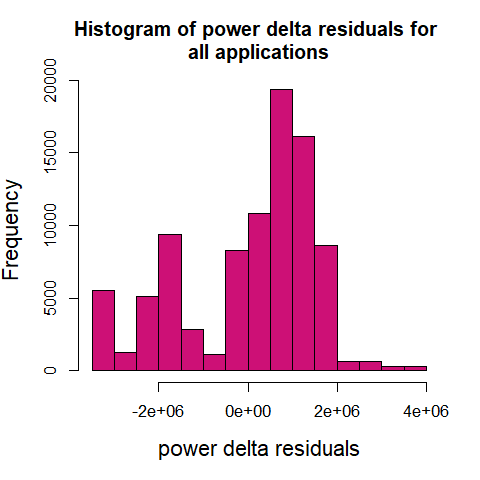 Histogram of power delta residuals for
all applications
Frequency
20000
15000
10000
5000
0
-2e+06 0e+00 2e+06 4e+06
power delta residuals